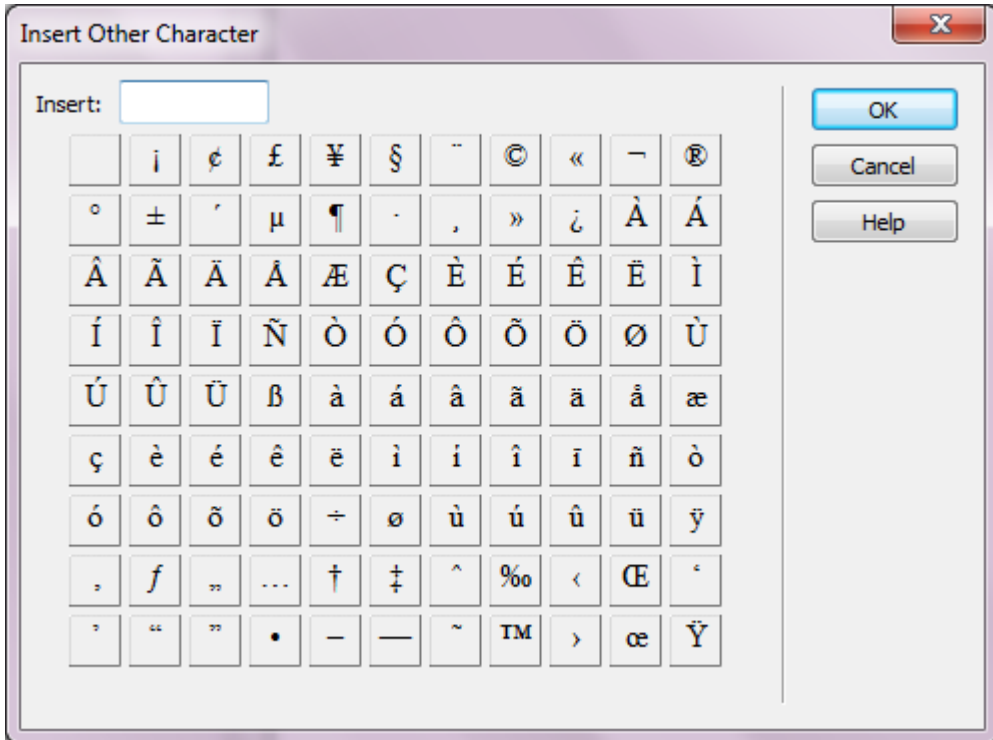 Insert Other Character
Insert:
OK
¡ ¢ £ ¥ § ¨ © « ¬ ®
Cancel
° ± ´ µ ¶ · ¸ » ¿ À Á
Help
Â Ã Ä Å Æ Ç È É Ê Ë Ì
Í Î Ï Ñ Ò Ó Ô Õ Ö Ø Ù
Ú Û Ü ß à á â ã ä å æ
ç è é ê ë ì í î ï ñ ò
ó ô õ ö ÷ ø ù ú û ü ÿ
‚ ƒ „ … † ‡ ˆ ‰ ‹ Œ ‘
’ “ ” • – — ˜ ™ › œ Ÿ